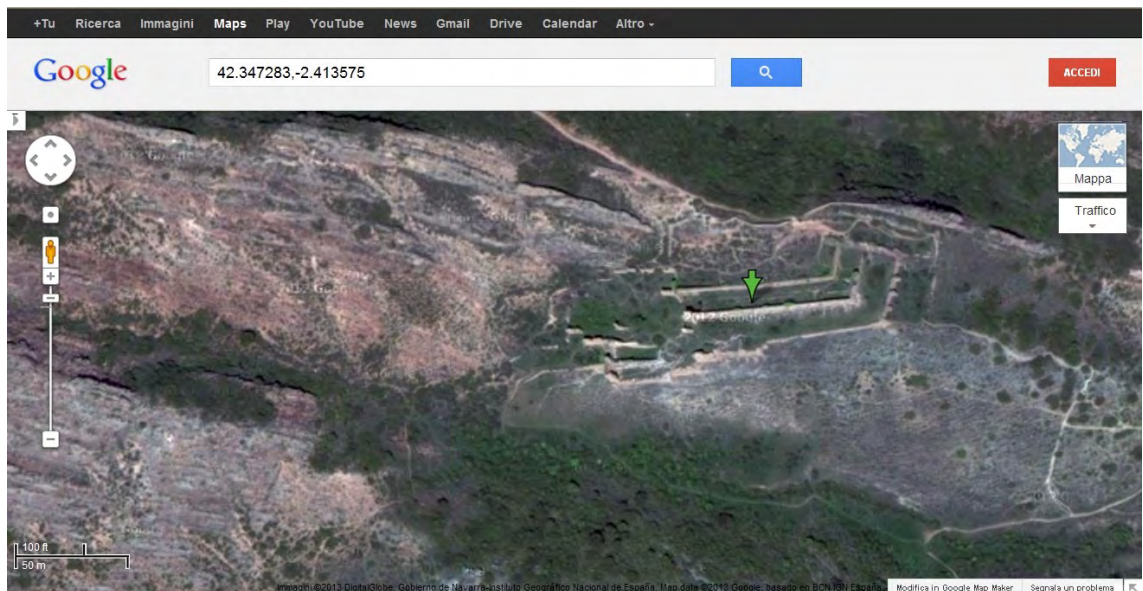 +Tu Ricerca Immagini Maps Play YouTube News Gmail Drive Calendar Altro
Google
42.347283,-2.413575
ACCEDI
Mappa
Traffico
2012 Google
100 ft
50 m
Immagini ©2013 DigitalGlobe, Gobierno de Navarra-Instituto Geográfico Nacional de España, Map data ©2013 Google, basado en BCN IGN España -
Modifica in Google Map Maker Segnala un problema